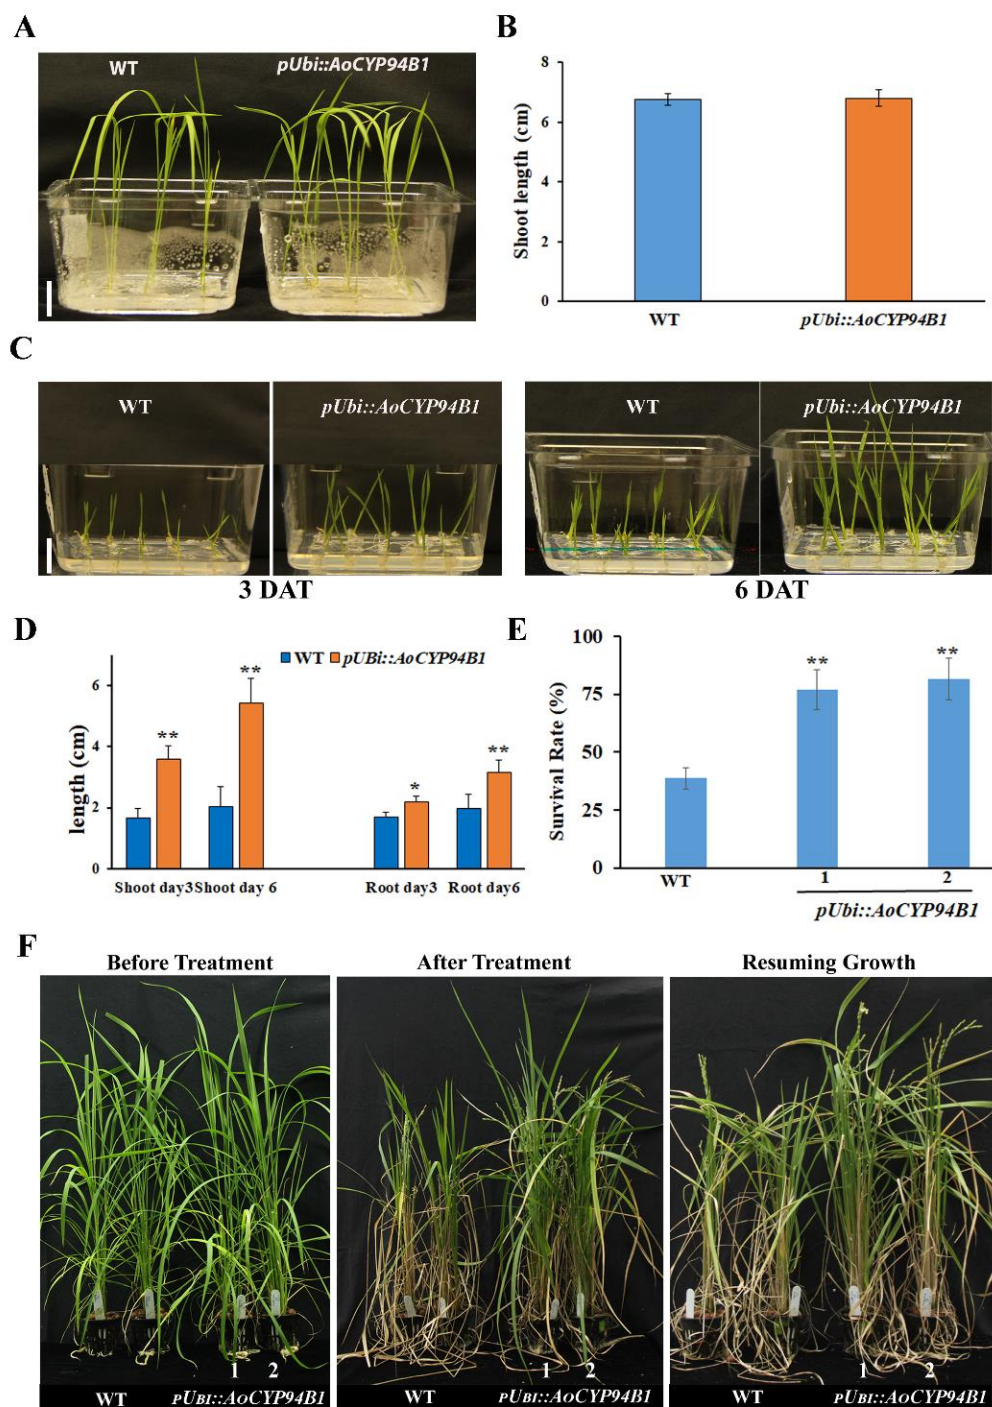 A
WT
pUbi::AoCYP94B1
B
8
6
4
2
0
Shoot length (cm)
WT
pUbi::AoCYP94B1
C
WT
pUbi::AoCYP94B1
WT
pUbi::AoCYP94B1
3 DAT
6 DAT
D
WT
pUBi::AoCYP94B1
6
4
2
0
length (cm)
**
**
*
**
Shoot day3
Shoot day 6
Root day3
Root day6
E
100
75
50
25
0
Survival Rate (%)
**
**
WT
1
2
pUbi::AoCYP94B1
F
Before Treatment
After Treatment
Resuming Growth
1 2
1 2
1 2
WT
pUBI::AOCYP94B1
WT
pUBI::AOCYP94B1
WT
pUBI::AOCYP94B1